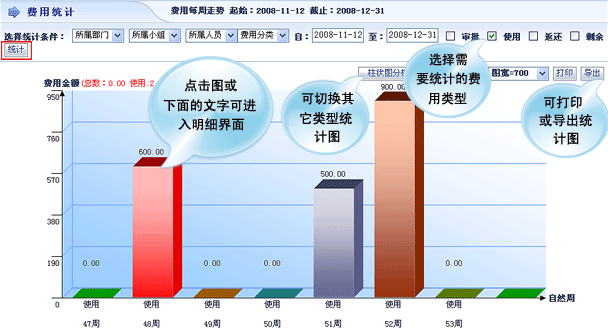 费用统计
费用每周走势 起始：2008-11-12 截止：2008-12-31
选择统计条件： 所属部门 所属小组 所属人员 费用分类 自： 2008-11-12 至： 2008-12-31 审批 使用 返还 剩余
统计
柱状图分析 图宽=700 打印 导出
费用金额(总数：0.00 使用:2
点击图或
下面的文字可进
入明细界面
可切换其
它类型统
计图
选择需
要统计的费
用类型
可打印
或导出统
计图
950
760
570
380
190
0
0.00
600.00
0.00
0.00
500.00
900.00
0.00
使用 使用 使用 使用 使用 使用 使用
自然周
47周 48周 49周 50周 51周 52周 53周